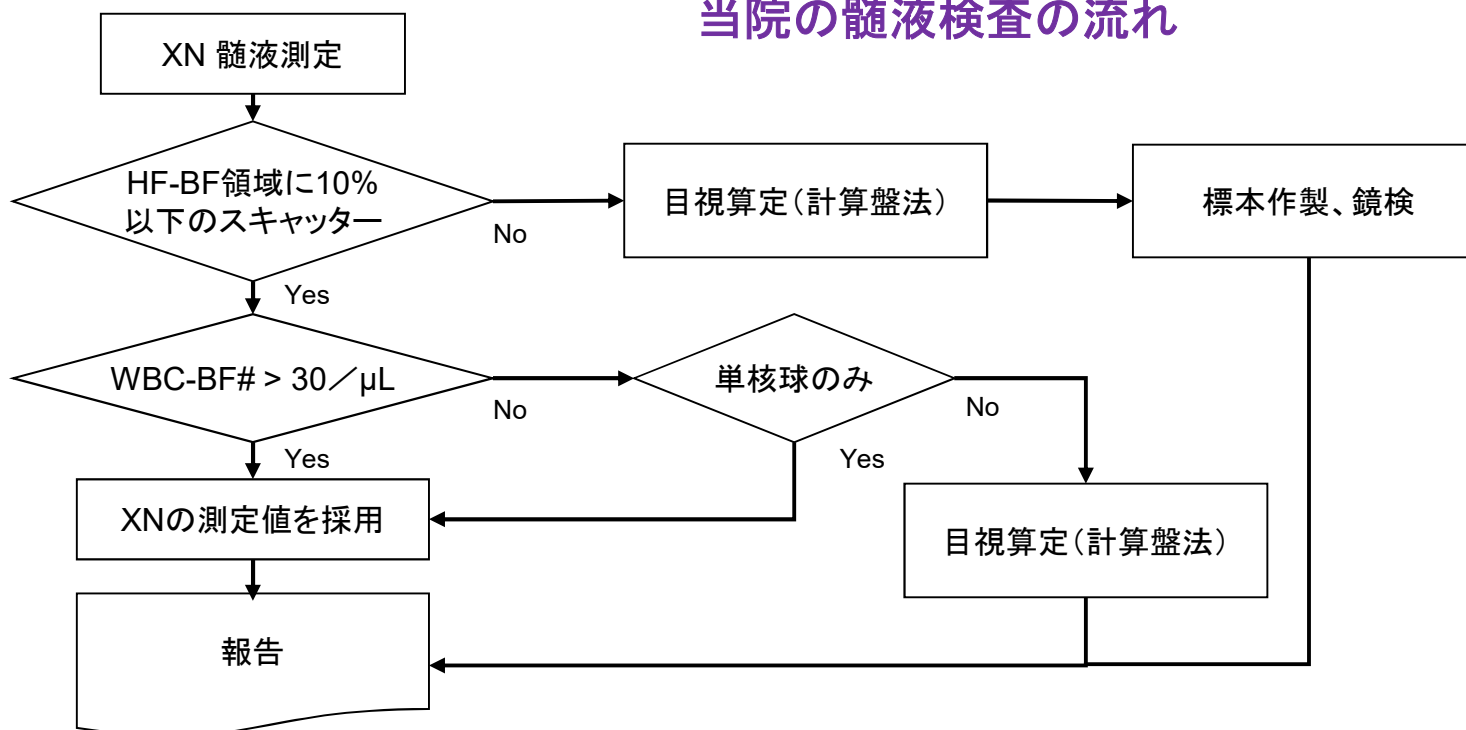 当院の髄液検査の流れ
XN 髄液測定
HF-BF領域に10%
以下のスキャッター
No
目視算定(計算盤法)
標本作製、鏡検
Yes
WBC-BF# > 30/μL
No
単核球のみ
No
Yes
Yes
XNの測定値を採用
目視算定(計算盤法)
報告